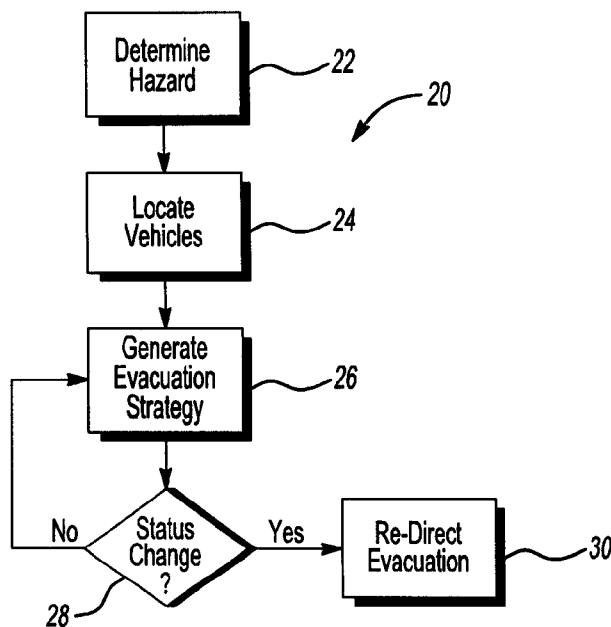 Determine
Hazard
22
20
Locate
Vehicles
24
Generate
Evacuation
Strategy
26
No
Status
Change
?
Yes
Re-Direct
Evacuation
28
30